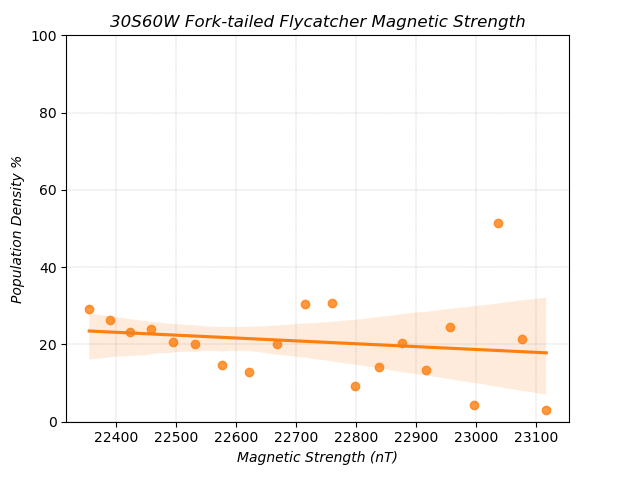 30S60W Fork-tailed Flycatcher Magnetic Strength
100
80
60
40
20
0
Population Density %
22400 22500 22600 22700 22800 22900 23000 23100
Magnetic Strength (nT)